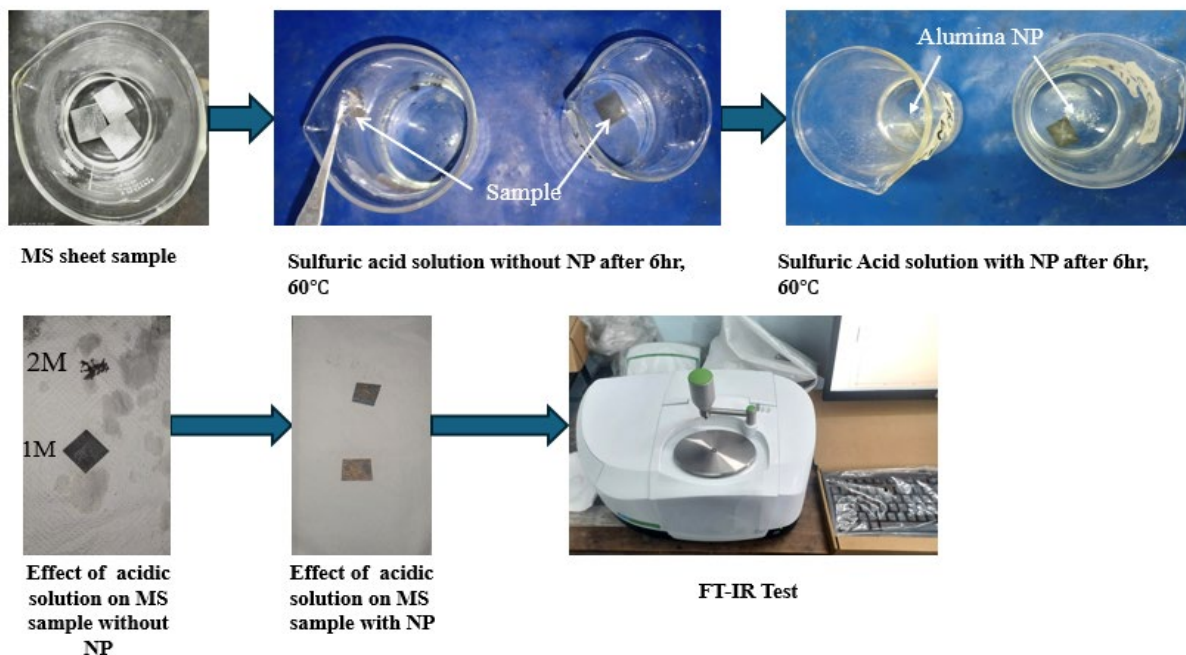 Alumina NP
Sample
MS sheet sample
Sulfuric acid solution without NP after 6hr,
60°C
Sulfuric Acid solution with NP after 6hr,
60°C
2M
1M
Effect of acidic
solution on MS
sample without
NP
Effect of acidic
solution on MS
sample with NP
FT-IR Test